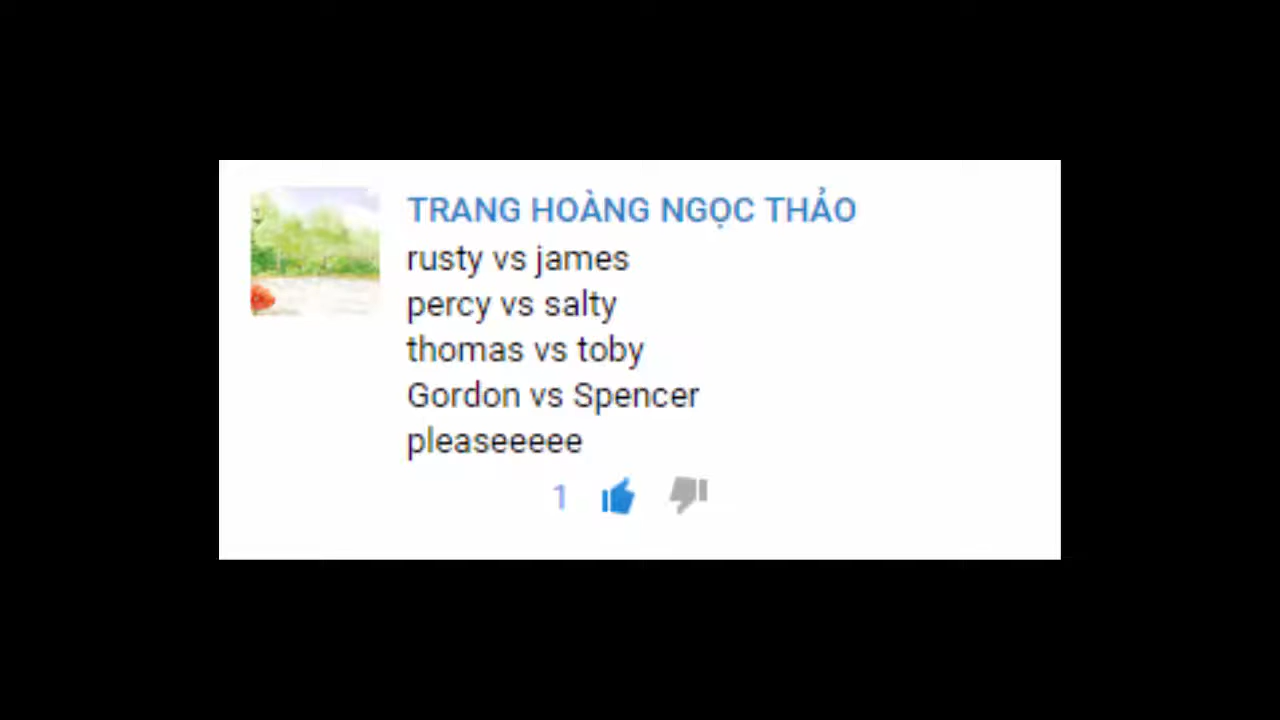 TRANG HOÀNG NGỌC THẢO
rusty vs james
percy vs salty
thomas vs toby
Gordon vs Spencer
pleaseeeee
1